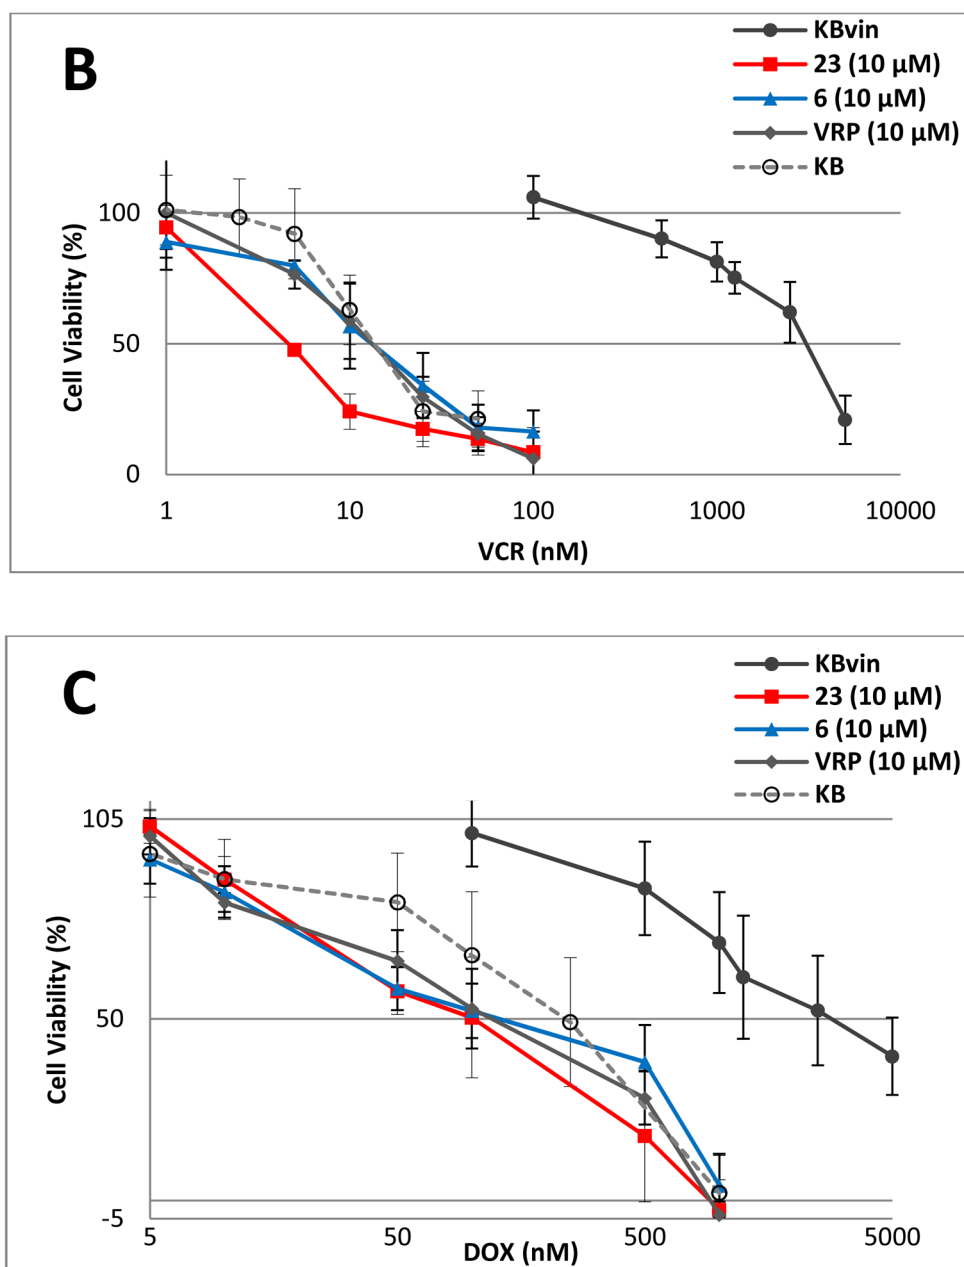 B
KBvin
23 (10 µM)
6 (10 µM)
VRP (10 µM)
KB
Cell Viability (%)
100
50
0
1 10 100 1000 10000
VCR (nM)
C
KBvin
23 (10 µM)
6 (10 µM)
VRP (10 µM)
KB
Cell Viability (%)
105
50
-5
5 50 500 5000
DOX (nM)